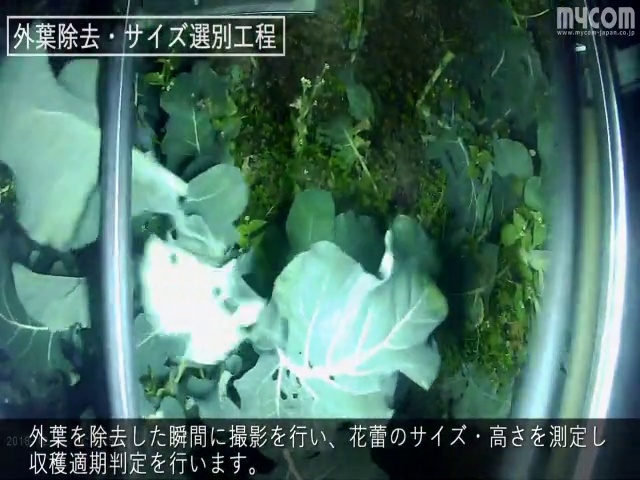 外葉除去・サイズ選別工程
mycom
www.mycom-japan.co.jp
2018
外葉を除去した瞬間に撮影を行い、花蕾のサイズ・高さを測定し
収穫適期判定を行います。